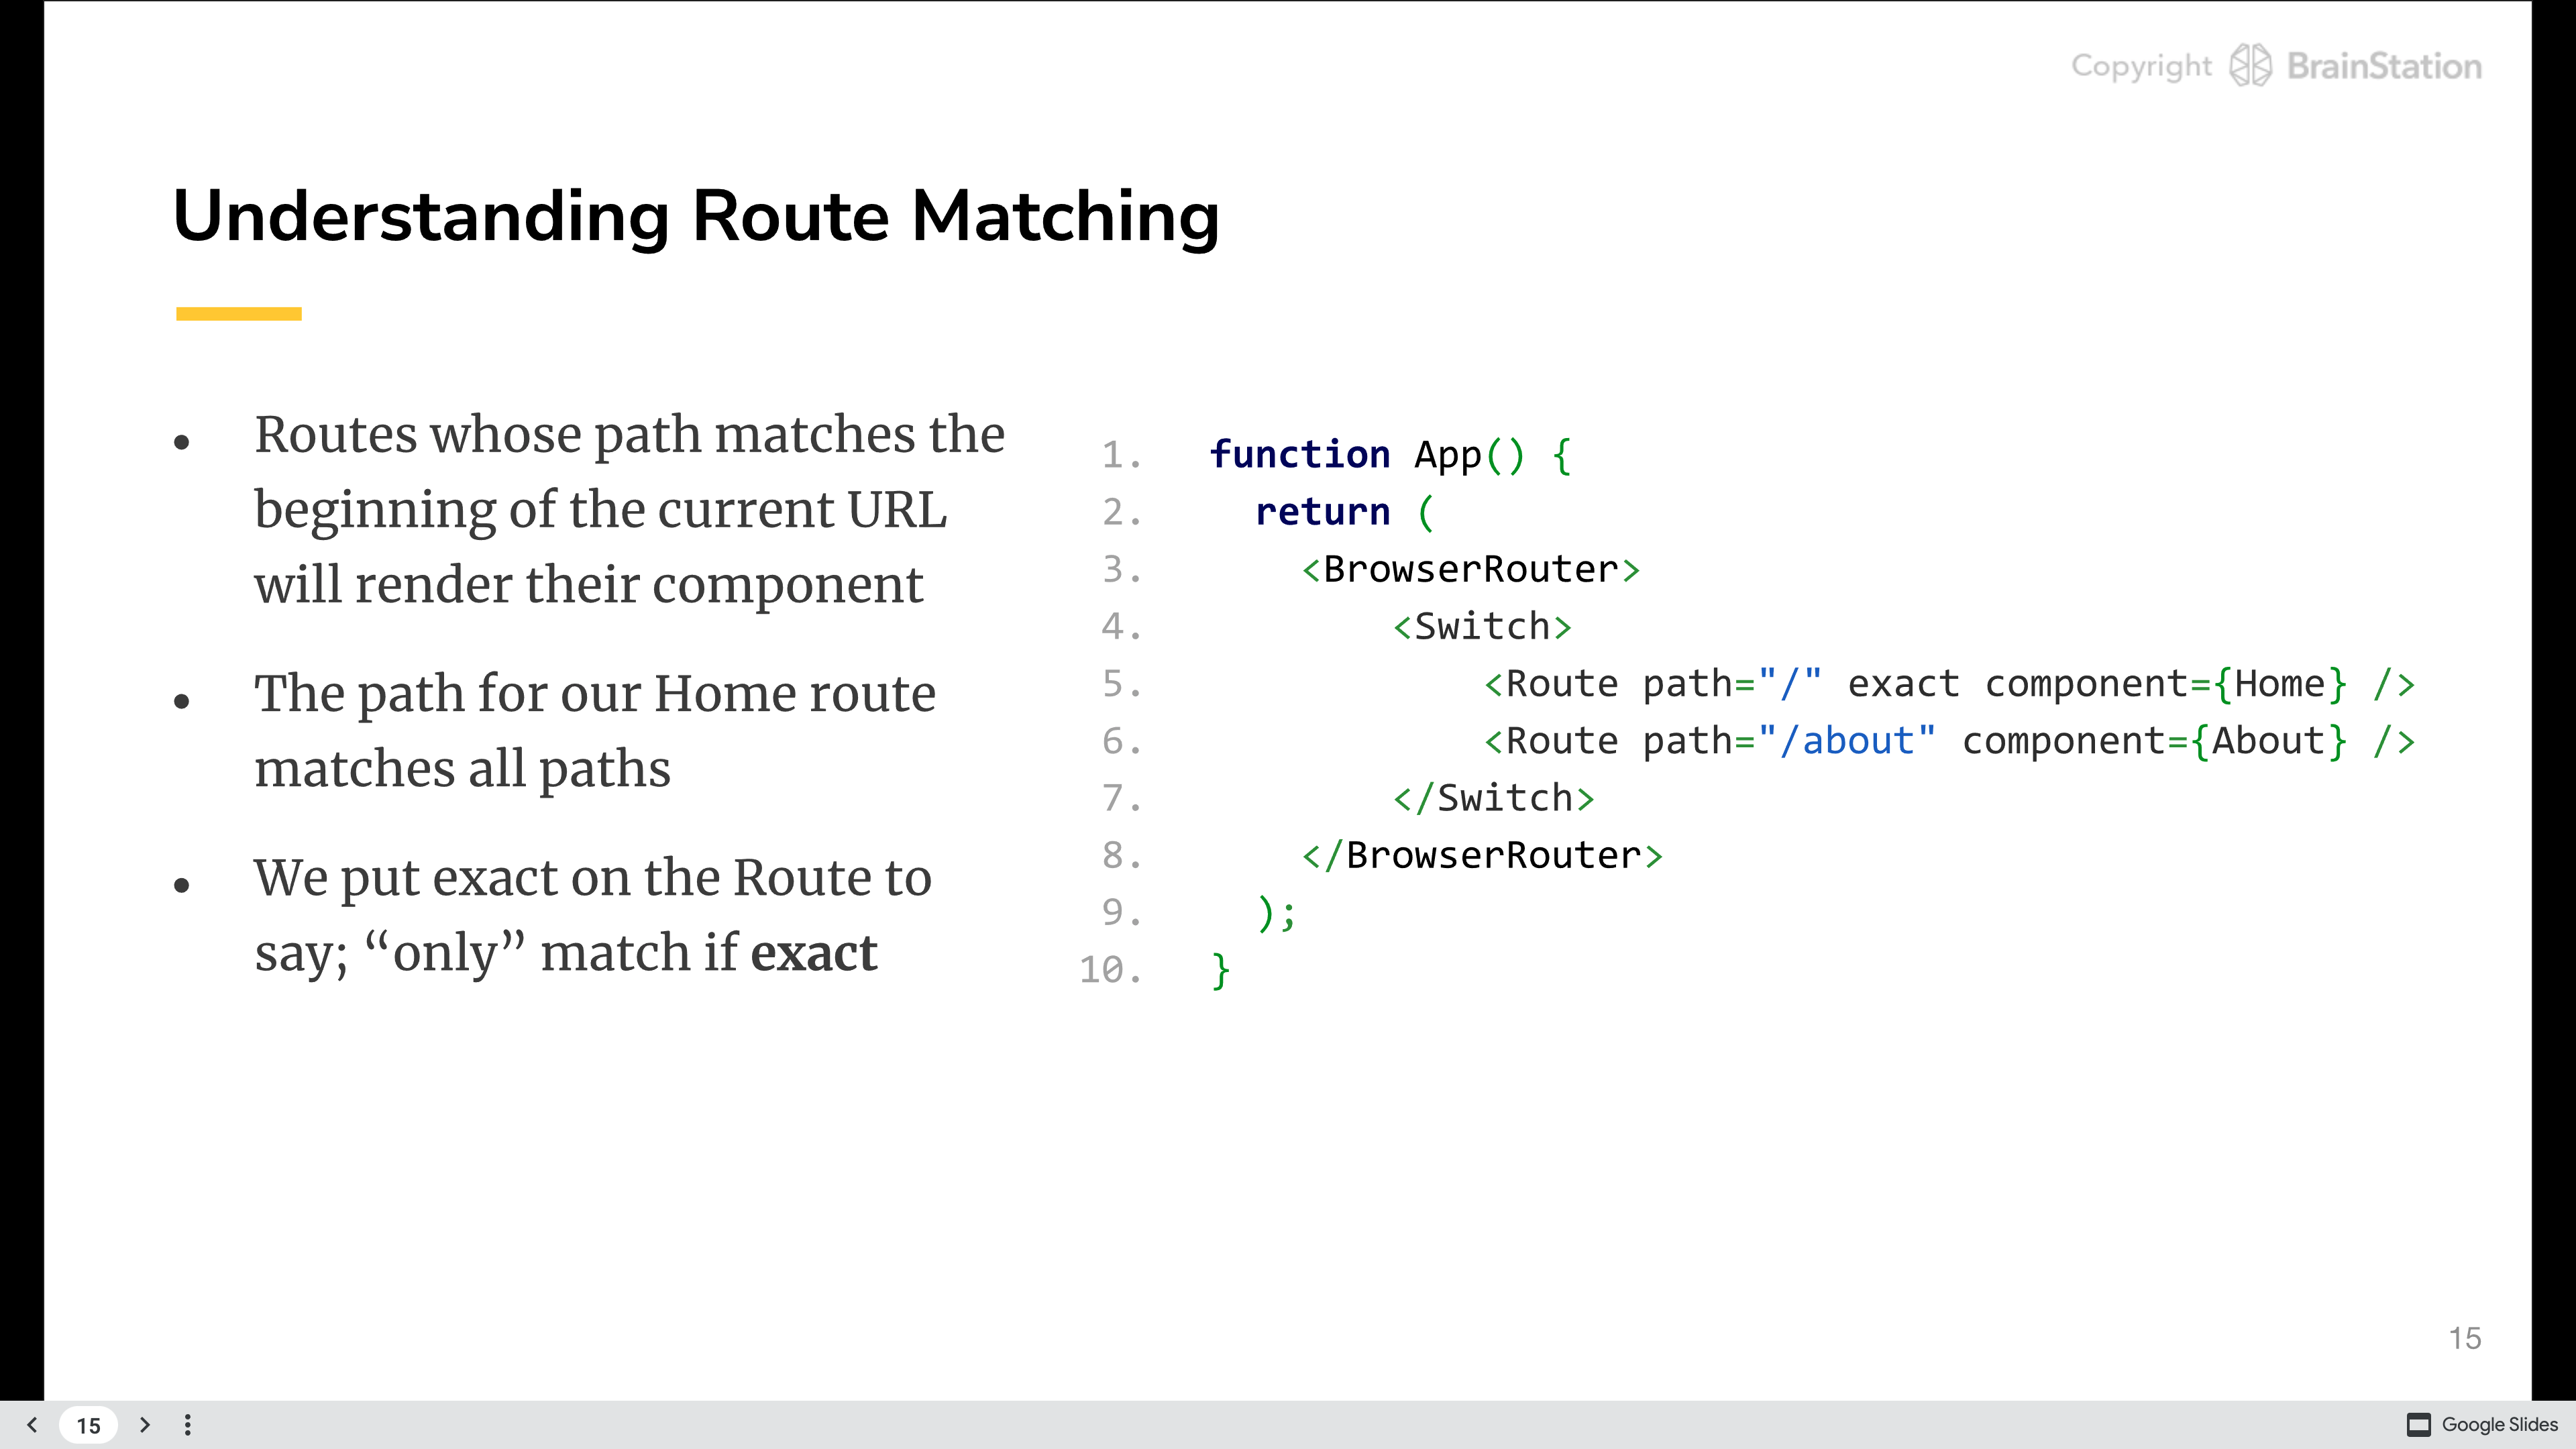 Copyright BrainStation
Understanding Route Matching
● Routes whose path matches the
beginning of the current URL
will render their component
● The path for our Home route
matches all paths
● We put exact on the Route to
say; “only” match if exact
1. function App() {
2. return (
3. <BrowserRouter>
4. <Switch>
5. <Route path="/" exact component={Home} />
6. <Route path="/about" component={About} />
7. </Switch>
8. </BrowserRouter>
9. );
10. }
15
15
Google Slides